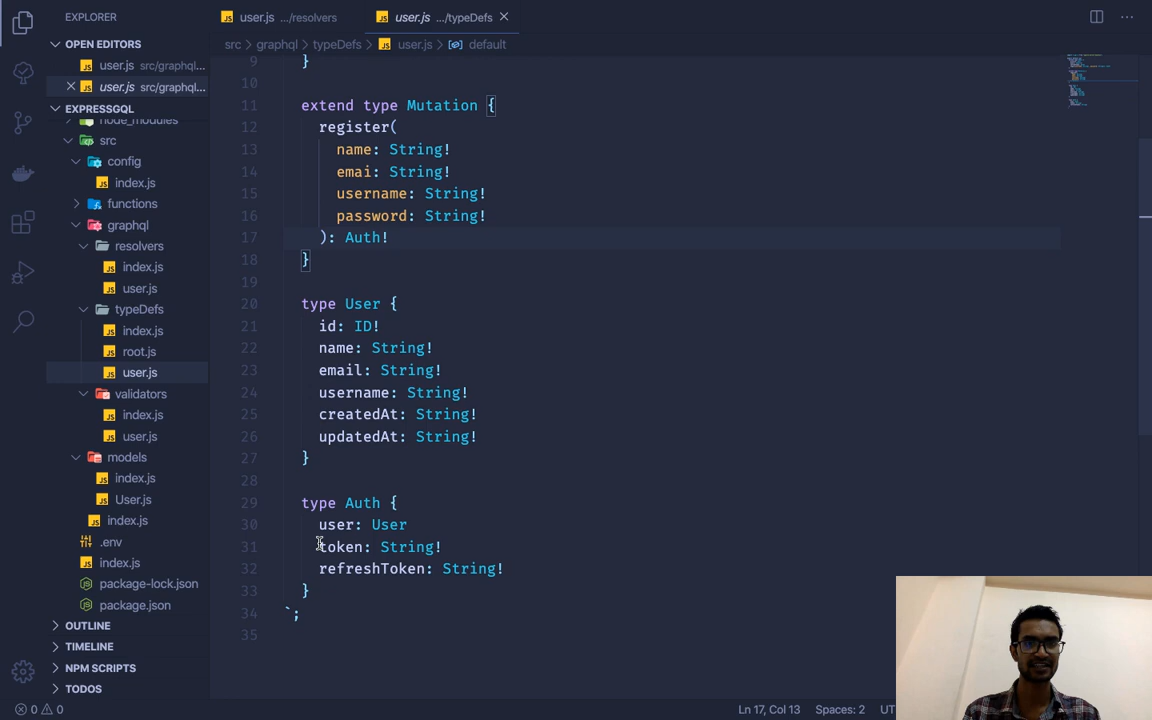 EXPLORER
OPEN EDITORS
user.js src/graphql...
user.js src/graphql...
EXPRESSGQL
node_modules
src
config
index.js
functions
graphql
resolvers
index.js
user.js
typeDefs
index.js
root.js
user.js
validators
index.js
user.js
models
index.js
User.js
index.js
.env
index.js
package-lock.json
package.json
OUTLINE
TIMELINE
NPM SCRIPTS
TODOS
user.js .../resolvers
user.js .../typeDefs
src > graphql > typeDefs > user.js > default
9 }
10
11 extend type Mutation {
12 register(
13 name: String!
14 emai: String!
15 username: String!
16 password: String!
17 ): Auth!
18 }
19
20 type User {
21 id: ID!
22 name: String!
23 email: String!
24 username: String!
25 createdAt: String!
26 updatedAt: String!
27 }
28
29 type Auth {
30 user: User
31 token: String!
32 refreshToken: String!
33 }
34 `;
35
0 0 Ln 17, Col 13 Spaces: 2 UT